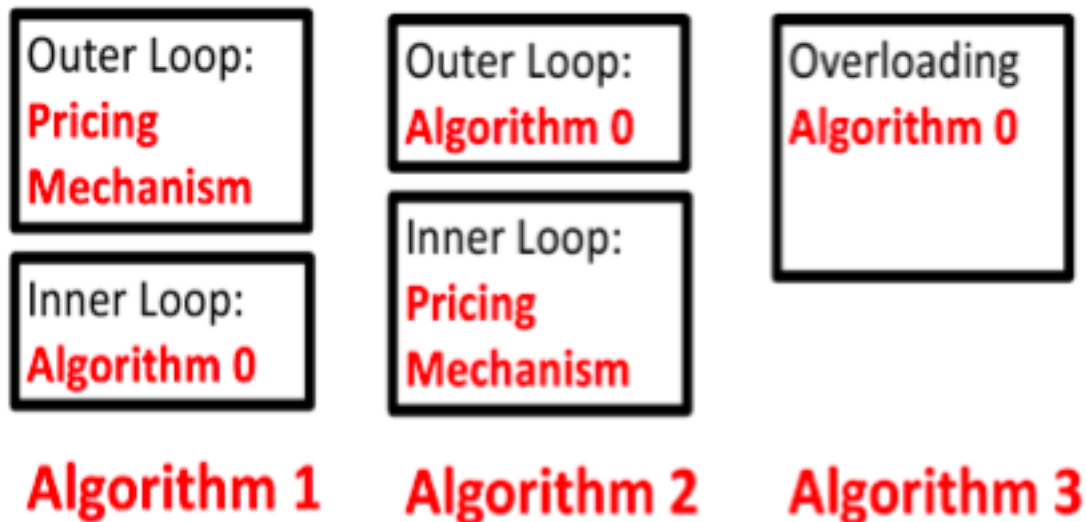 Outer Loop:
Pricing
Mechanism
Inner Loop:
Algorithm 0
Algorithm 1
Outer Loop:
Algorithm 0
Inner Loop:
Pricing
Mechanism
Algorithm 2
Overloading
Algorithm 0
Algorithm 3